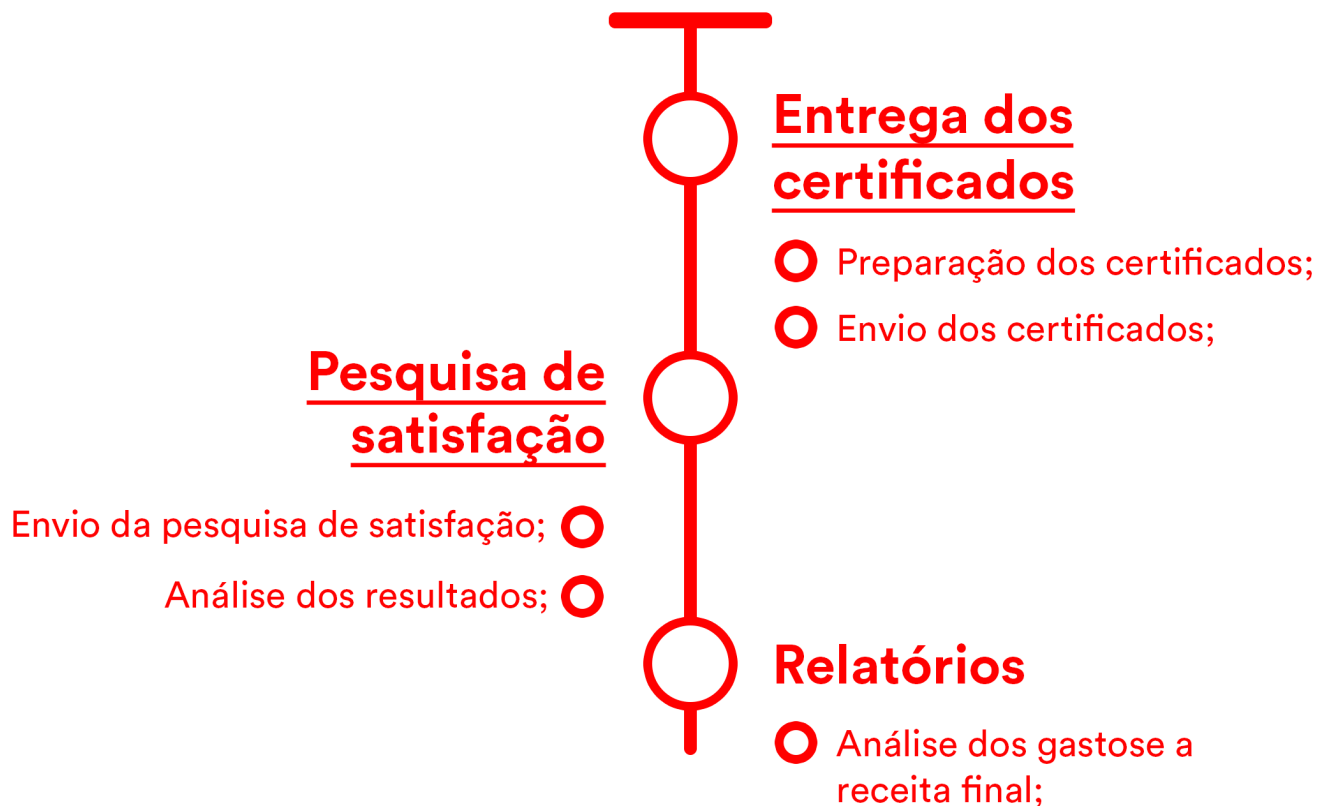 Entrega dos
certificados
Preparação dos certificados;
Envio dos certificados;
Pesquisa de
satisfação
Envio da pesquisa de satisfação;
Análise dos resultados;
Relatórios
Análise dos gastose a
receita final;